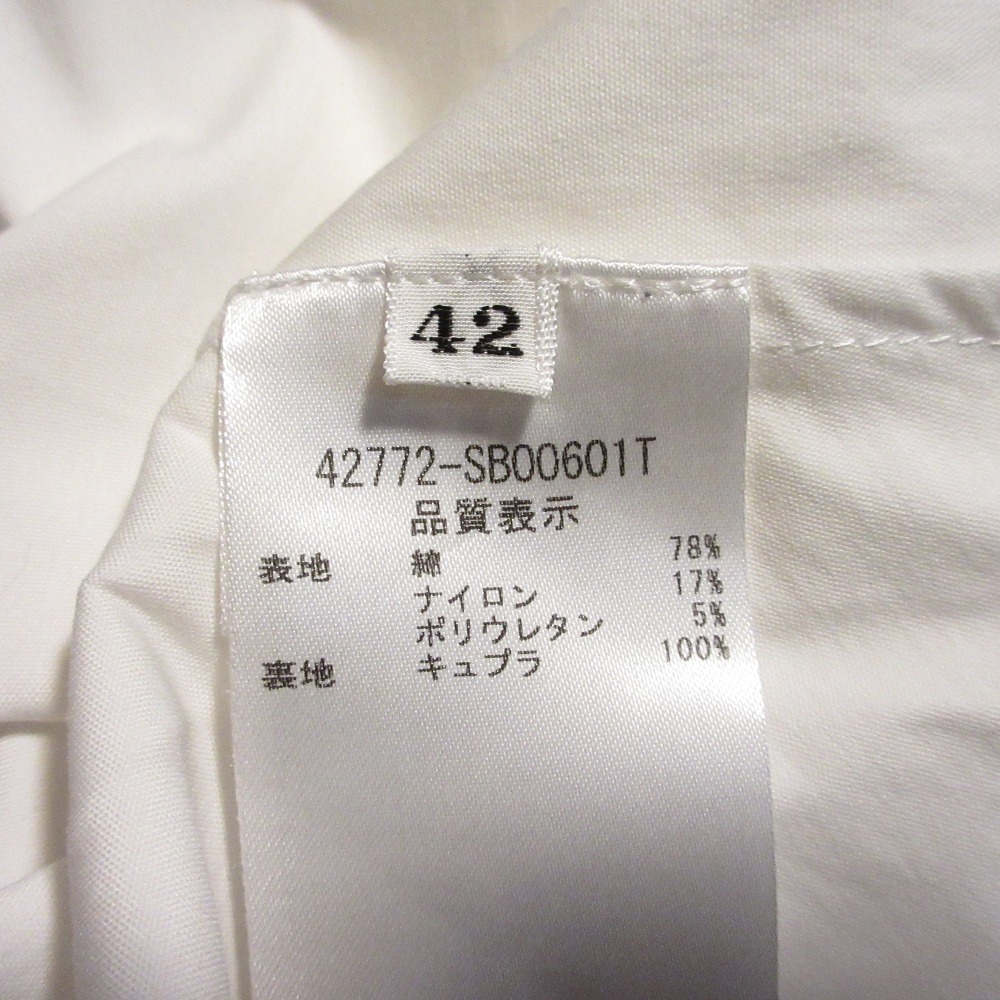 42
42772-SB00601T
品質表示
表地 綿 78%
ナイロン 17%
ポリウレタン 5%
裏地 キュプラ 100%